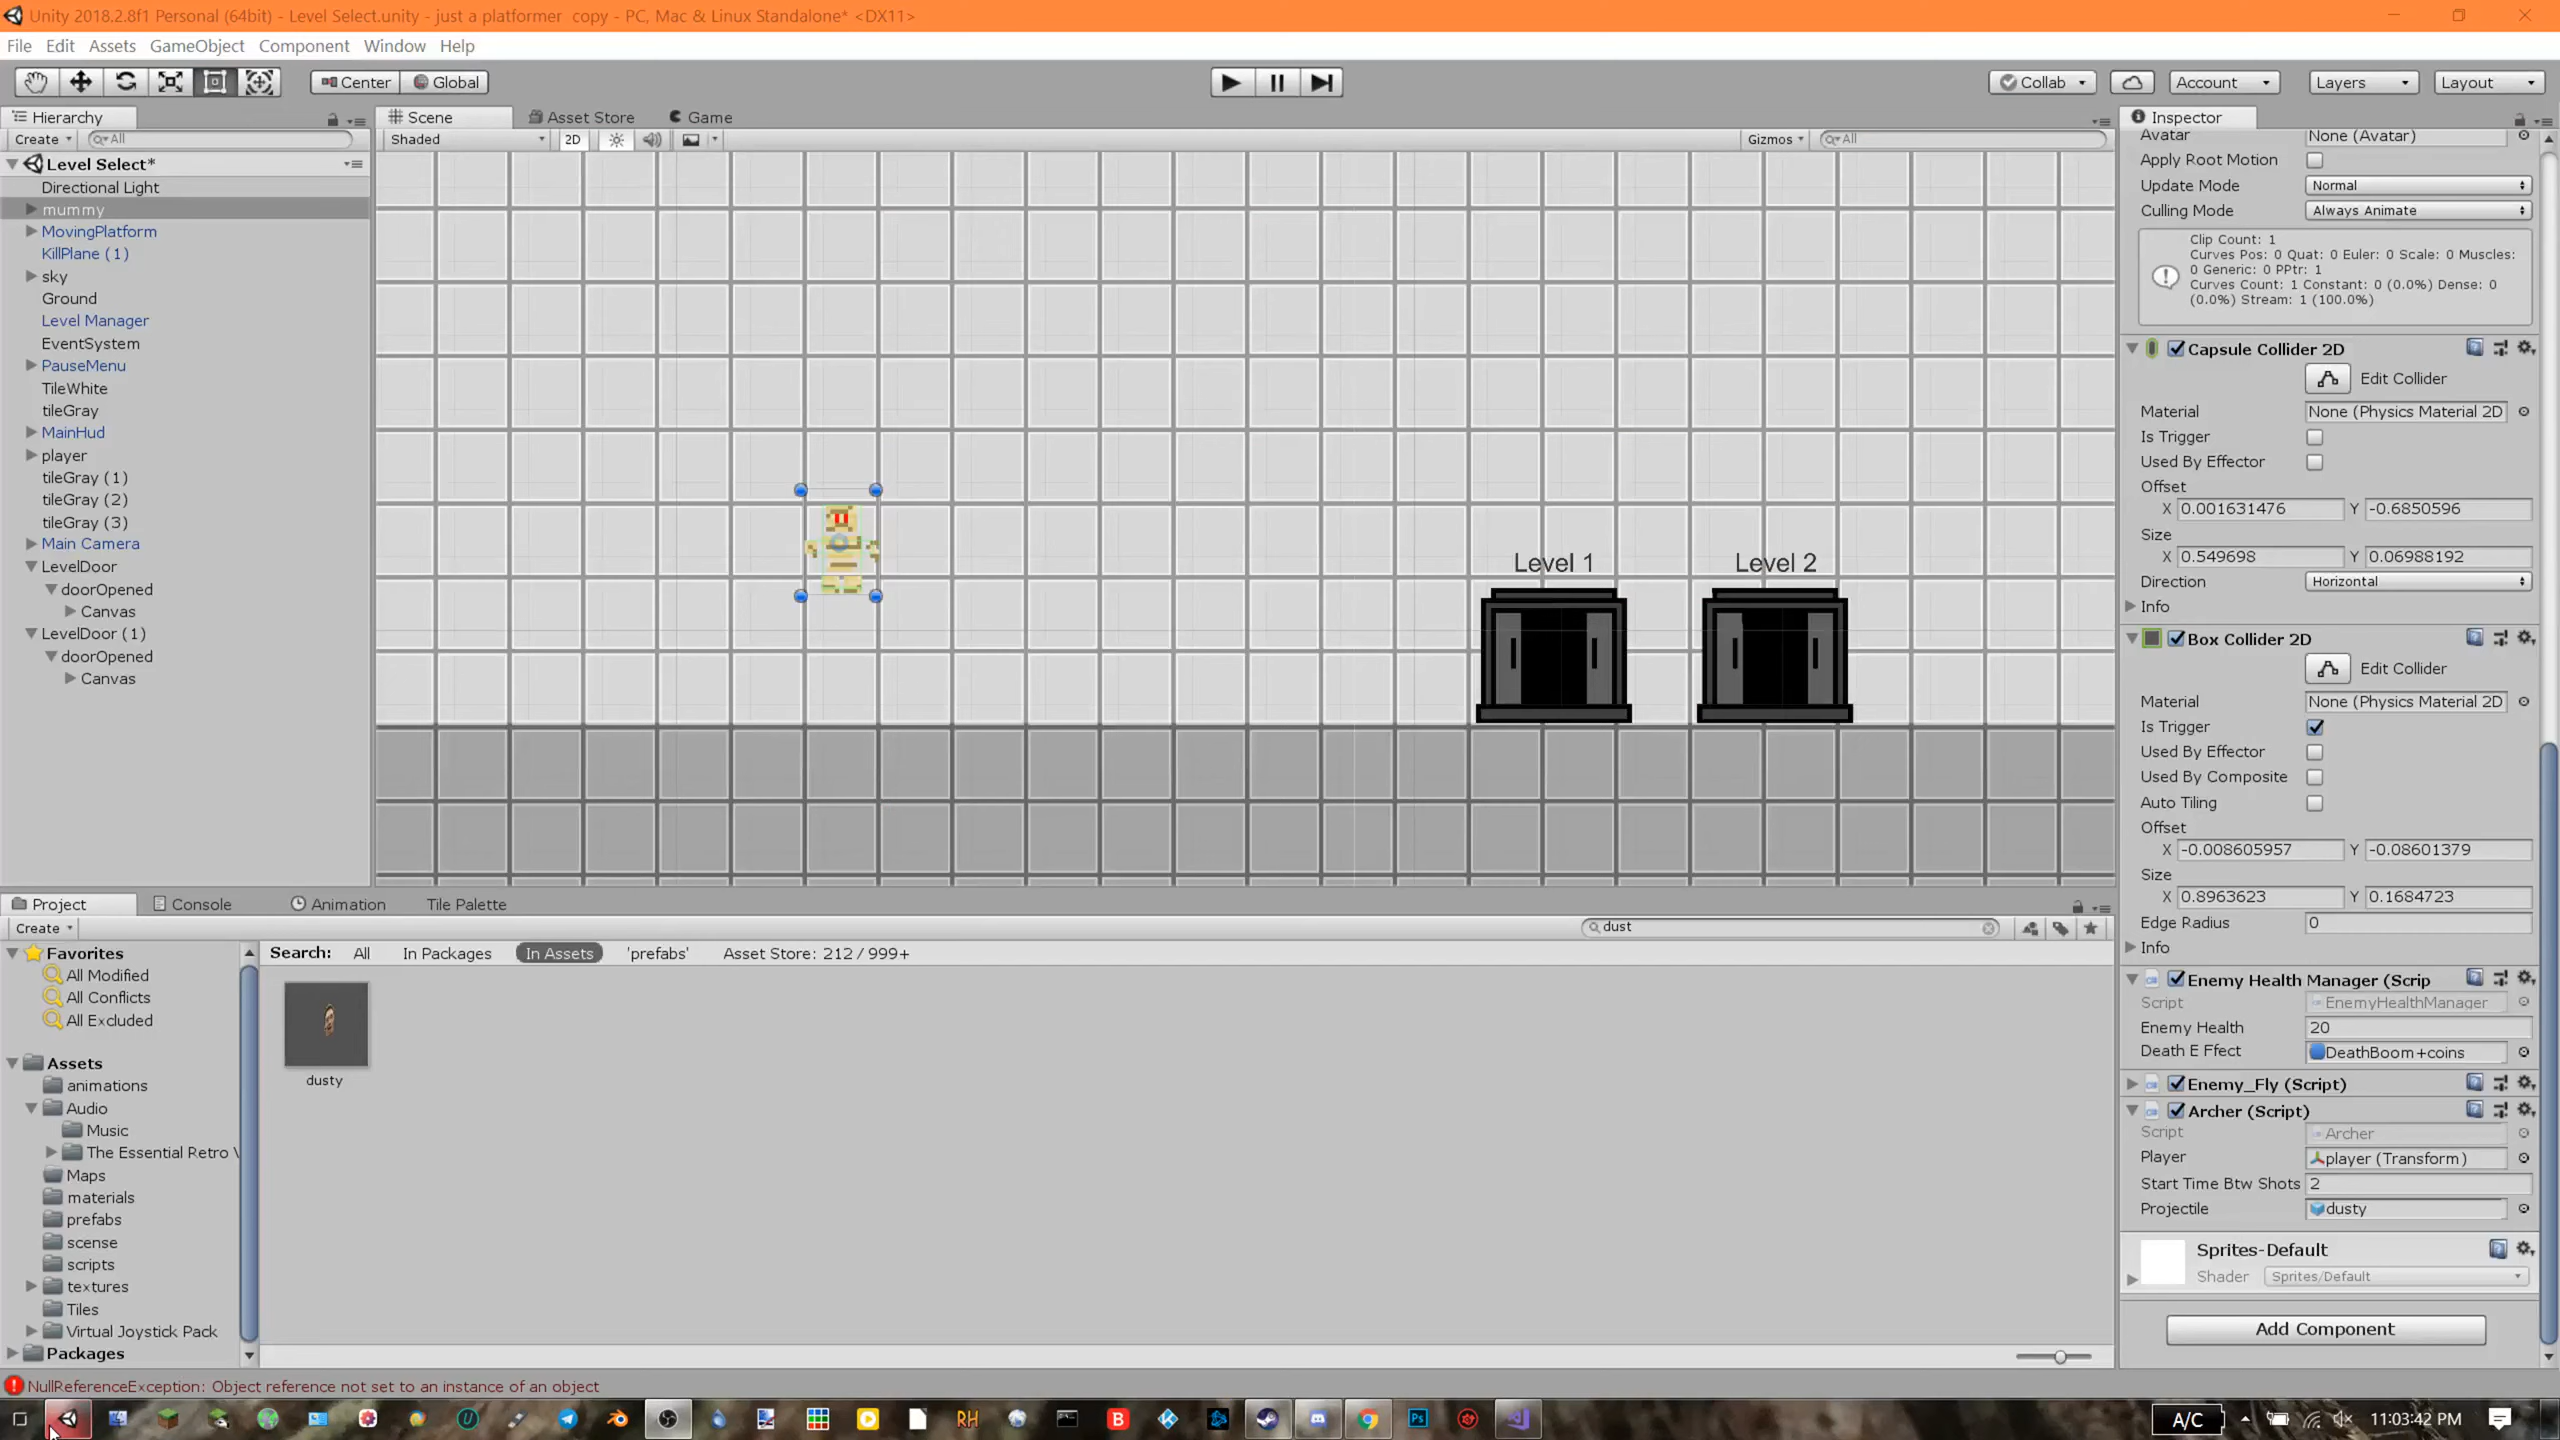 Unity 2018.2.8f1 Personal (64bit) - Level Select.unity - just a platformer  copy - PC, Mac & Linux Standalone* <DX11>
File Edit Assets GameObject Component Window Help
Center Global Collab Account Layers Layout
Hierarchy
Create All
Level Select*
Directional Light
mummy
MovingPlatform
KillPlane (1)
sky
Ground
Level Manager
EventSystem
PauseMenu
TileWhite
tileGray
MainHud
player
tileGray (1)
tileGray (2)
tileGray (3)
Main Camera
LevelDoor
doorOpened
Canvas
LevelDoor (1)
doorOpened
Canvas
Scene Asset Store Game
Shaded 2D Gizmos All
Level 1 Level 2
Inspector
Avatar None (Avatar)
Apply Root Motion
Update Mode Normal
Culling Mode Always Animate
Clip Count: 1
Curves Pos: 0 Quat: 0 Euler: 0 Scale: 0 Muscles:
0 Generic: 0 PPtr: 1
Curves Count: 1 Constant: 0 (0.0%) Dense: 0
(0.0%) Stream: 1 (100.0%)
Capsule Collider 2D
Edit Collider
Material None (Physics Material 2D
Is Trigger
Used By Effector
Offset
X 0.001631476 Y -0.6850596
Size
X 0.549698 Y 0.06988192
Direction Horizontal
Info
Box Collider 2D
Edit Collider
Material None (Physics Material 2D
Is Trigger
Used By Effector
Used By Composite
Auto Tiling
Offset
X -0.008605957 Y -0.08601379
Size
X 0.8963623 Y 0.1684723
Edge Radius 0
Info
Enemy Health Manager (Scrip
Script EnemyHealthManager
Enemy Health 20
Death E Ffect DeathBoom+coins
Enemy_Fly (Script)
Archer (Script)
Script Archer
Player player (Transform)
Start Time Btw Shots 2
Projectile dusty
Sprites-Default
Shader Sprites/Default
Add Component
Project Console Animation Tile Palette
Create dust
Favorites
All Modified
All Conflicts
All Excluded
Assets
animations
Audio
Music
The Essential Retro
Maps
materials
prefabs
scense
scripts
textures
Tiles
Virtual Joystick Pack
Packages
Search: All In Packages In Assets 'prefabs' Asset Store: 212 / 999+
dusty
NullReferenceException: Object reference not set to an instance of an object
RH B Ps A/C 11:03:42 PM